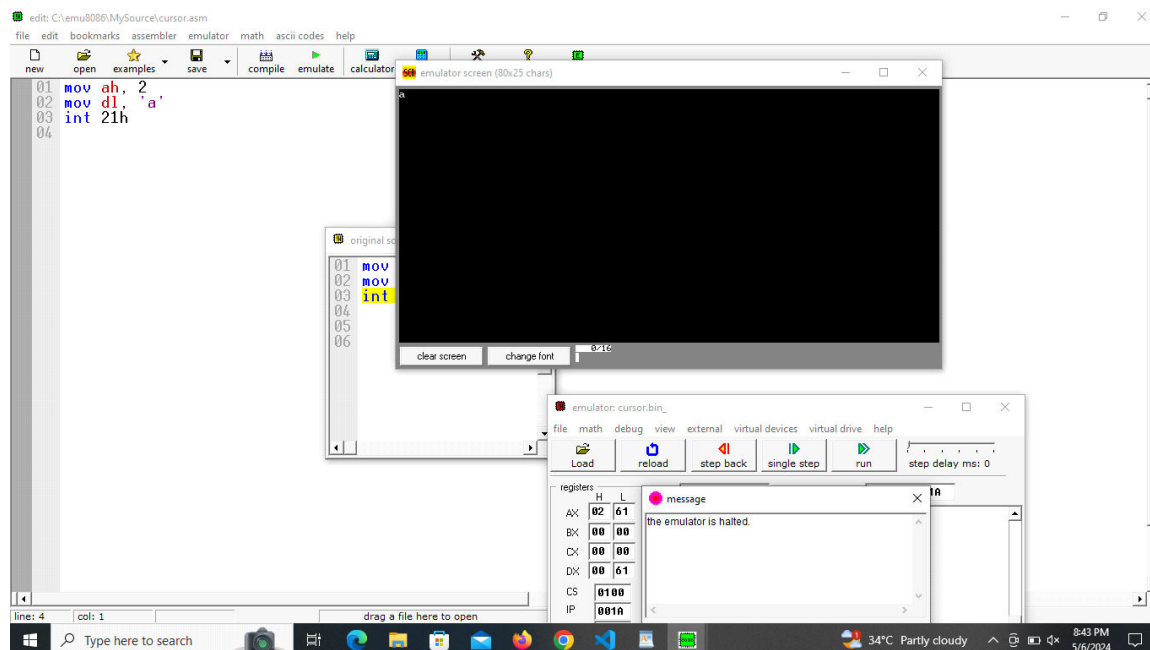 edit: C:\emu8086\MySource\cursor.asm
file edit bookmarks assembler emulator math ascii codes help
new open examples save compile emulate calculator
01 mov ah, 2
02 mov dl, 'a'
03 int 21h
04
emulator screen (80x25 chars)
a
clear screen change font 0/16
original so
01 mov
02 mov
03 int
04
05
06
emulator: cursor.bin_
file math debug view external virtual devices virtual drive help
Load reload step back single step run step delay ms: 0
registers
H L
AX 02 61
BX 00 00
CX 00 00
DX 00 61
CS 0100
IP 001A
1A
message
the emulator is halted.
line: 4 col: 1 drag a file here to open
Type here to search
34°C Partly cloudy
8:43 PM
5/6/2024